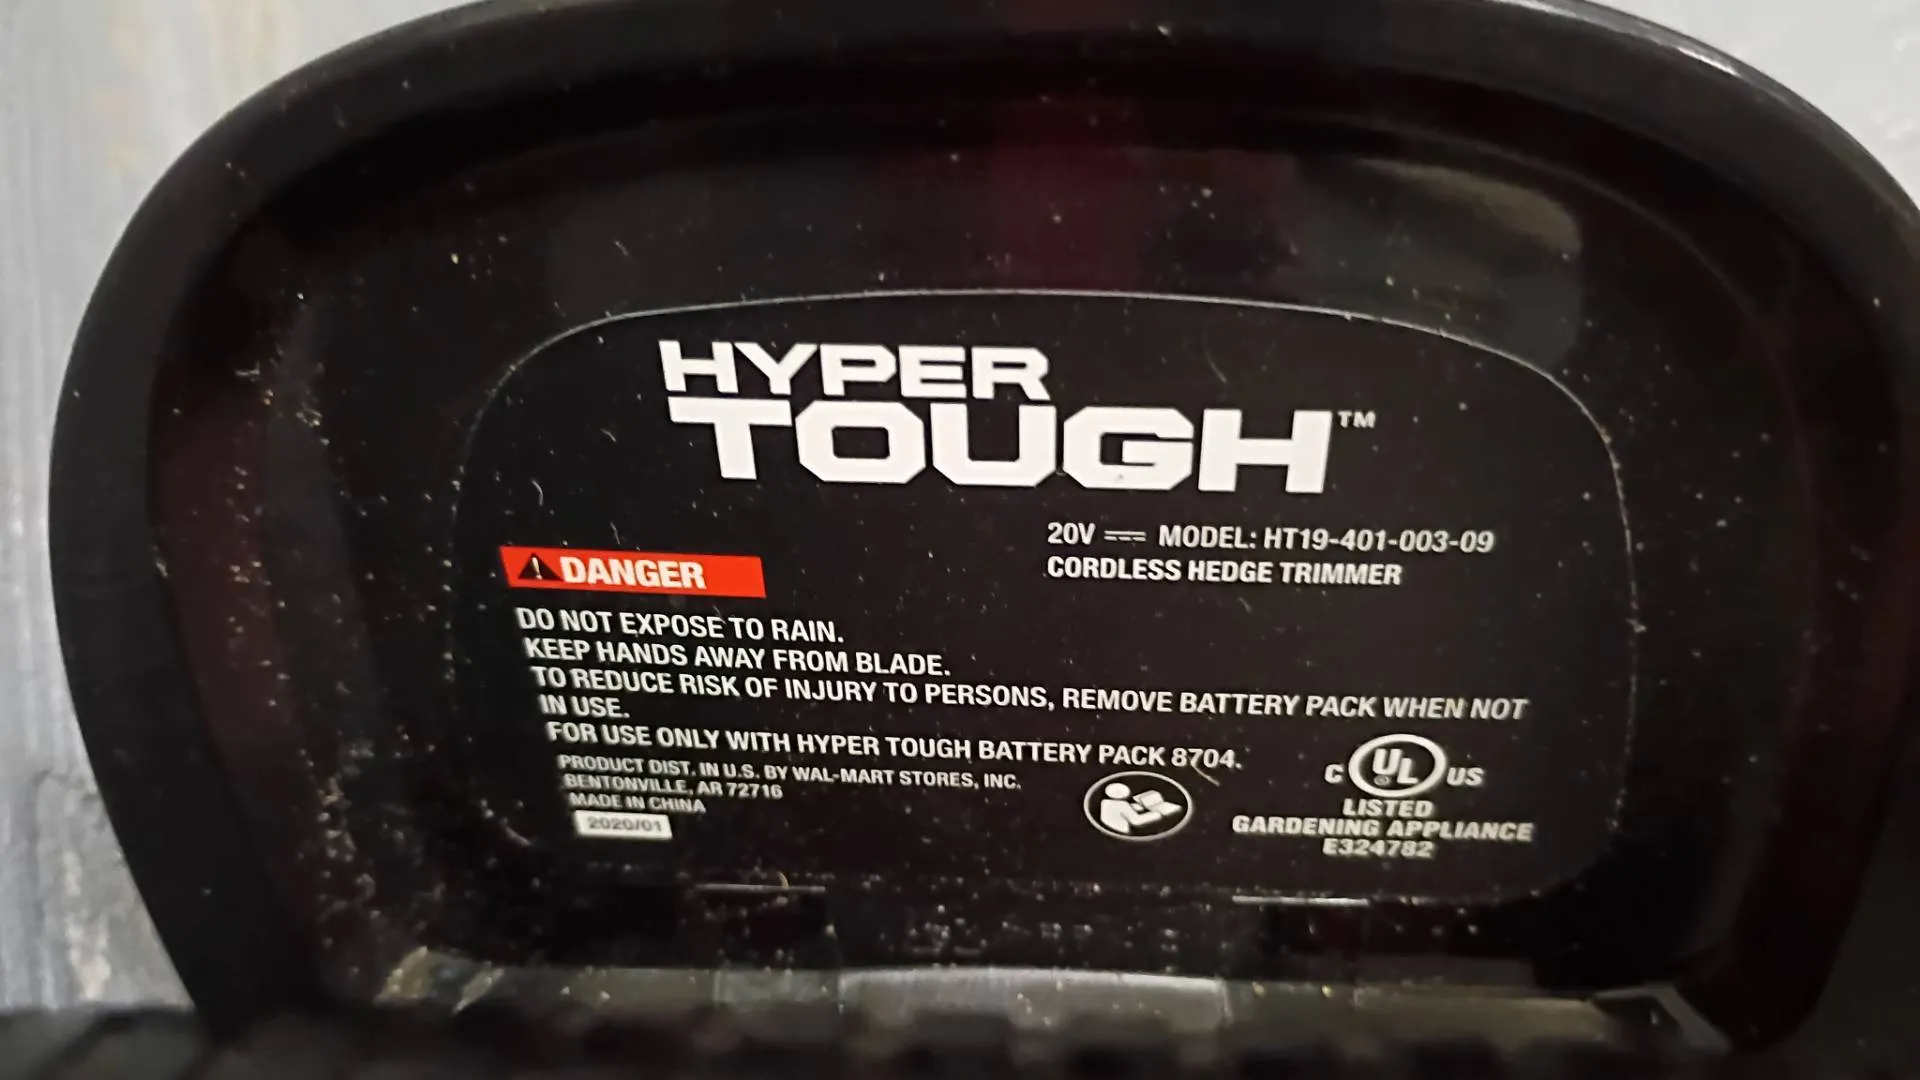 HYPER
TOUGH™
20V ⎓ MODEL: HT19-401-003-09
CORDLESS HEDGE TRIMMER
⚠DANGER
DO NOT EXPOSE TO RAIN.
KEEP HANDS AWAY FROM BLADE.
TO REDUCE RISK OF INJURY TO PERSONS, REMOVE BATTERY PACK WHEN NOT
IN USE.
FOR USE ONLY WITH HYPER TOUGH BATTERY PACK 8704.
PRODUCT DIST. IN U.S. BY WAL-MART STORES, INC.
BENTONVILLE, AR 72716
MADE IN CHINA
2020/01
C UL® US
LISTED
GARDENING APPLIANCE
E324782